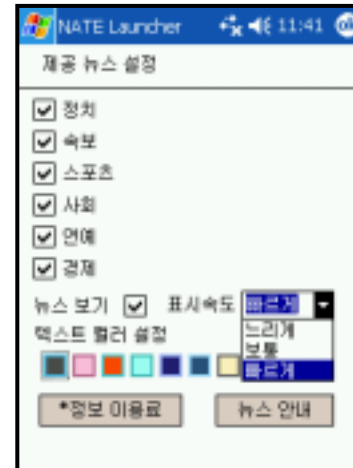 NATE Launcher 11:41 ok
제공 뉴스 설정
정치
속보
스포츠
사회
연예
경제
뉴스 보기 표시속도 빠르게
느리게
보통
빠르게
텍스트 컬러 설정
*정보 이용료 뉴스 안내